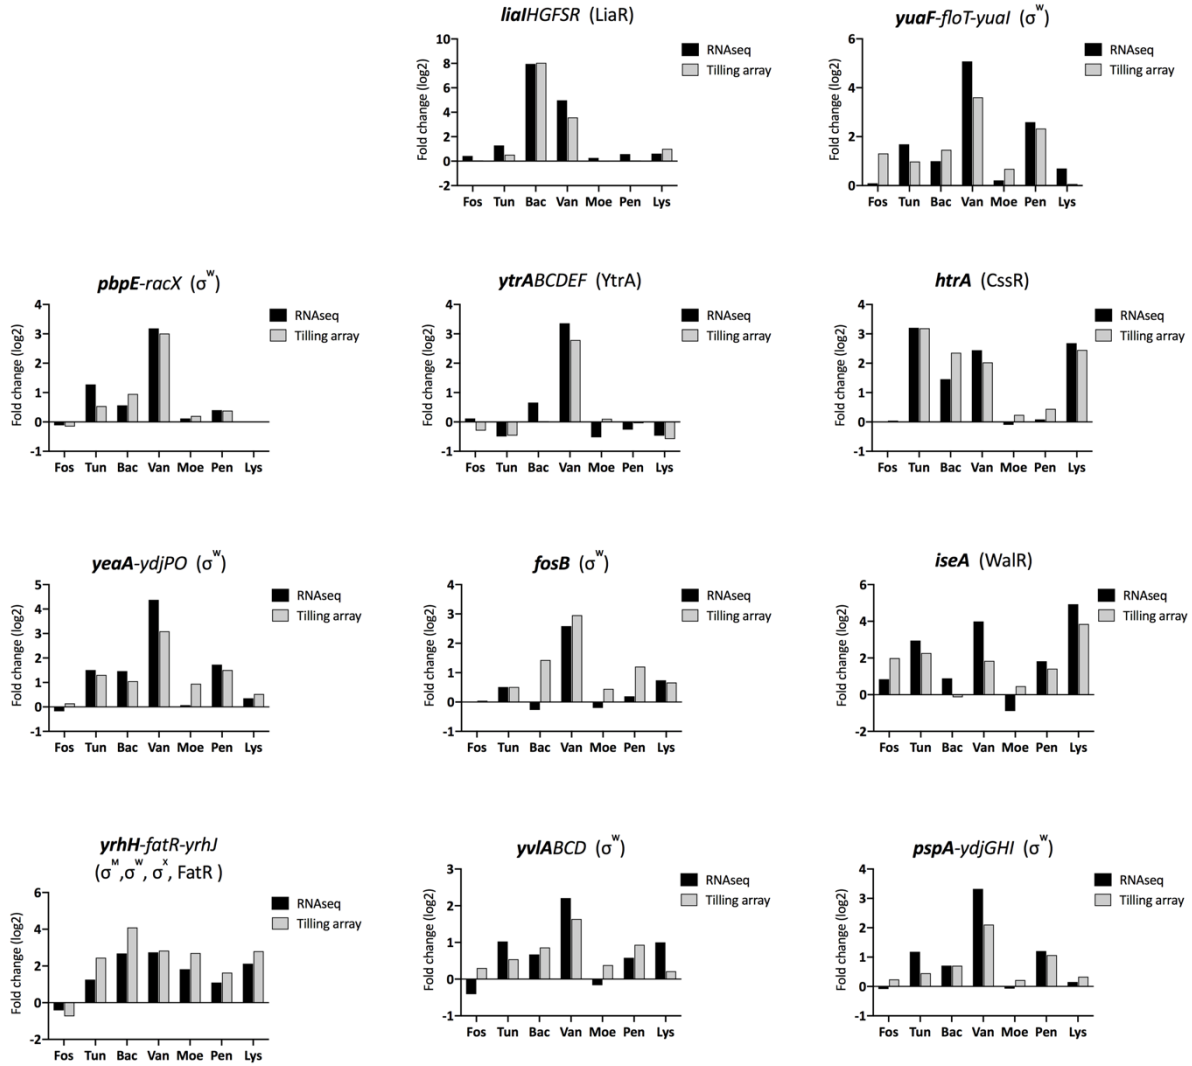 liaIHGFSR (LiaR)
Fold change (log2)
10
8
6
4
2
0
-2
Fos Tun Bac Van Moe Pen Lys
RNAseq
Tilling array
yuaF-floT-yuaI (σW)
Fold change (log2)
6
4
2
0
Fos Tun Bac Van Moe Pen Lys
RNAseq
Tilling array
pbpE-racX (σW)
Fold change (log2)
4
3
2
1
0
-1
Fos Tun Bac Van Moe Pen Lys
RNAseq
Tilling array
ytrABCDEF (YtrA)
Fold change (log2)
4
3
2
1
0
-1
Fos Tun Bac Van Moe Pen Lys
RNAseq
Tilling array
htrA (CssR)
Fold change (log2)
4
3
2
1
0
-1
Fos Tun Bac Van Moe Pen Lys
RNAseq
Tilling array
yeaA-ydjPO (σW)
Fold change (log2)
5
4
3
2
1
0
-1
Fos Tun Bac Van Moe Pen Lys
RNAseq
Tilling array
fosB (σW)
Fold change (log2)
4
3
2
1
0
-1
Fos Tun Bac Van Moe Pen Lys
RNAseq
Tilling array
iseA (WalR)
Fold change (log2)
6
4
2
0
-2
Fos Tun Bac Van Moe Pen Lys
RNAseq
Tilling array
yrhH-fatR-yrhJ
(σM,σW, σX, FatR )
Fold change (log2)
6
4
2
0
-2
Fos Tun Bac Van Moe Pen Lys
RNAseq
Tilling array
yvlABCD (σW)
Fold change (log2)
3
2
1
0
-1
Fos Tun Bac Van Moe Pen Lys
RNAseq
Tilling array
pspA-ydjGHI (σW)
Fold change (log2)
4
3
2
1
0
-1
Fos Tun Bac Van Moe Pen Lys
RNAseq
Tilling array